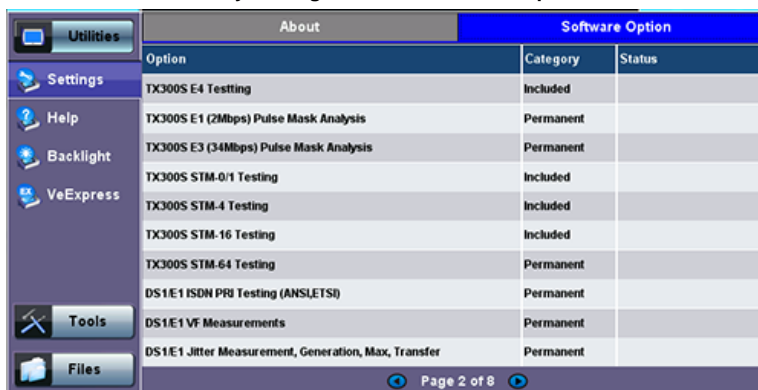 Utilities
About
Software Option
Option
Category
Status
Settings
TX300S E4 Testting
Included
Help
TX300S E1 (2Mbps) Pulse Mask Analysis
Permanent
TX300S E3 (34Mbps) Pulse Mask Analysis
Permanent
Backlight
TX300S STM-0/1 Testing
Included
VeExpress
TX300S STM-4 Testing
Included
TX300S STM-16 Testing
Included
TX300S STM-64 Testing
Permanent
DS1/E1 ISDN PRI Testing (ANSI,ETSI)
Permanent
Tools
DS1/E1 VF Measurements
Permanent
DS1/E1 Jitter Measurement, Generation, Max, Transfer
Permanent
Files
Page 2 of 8